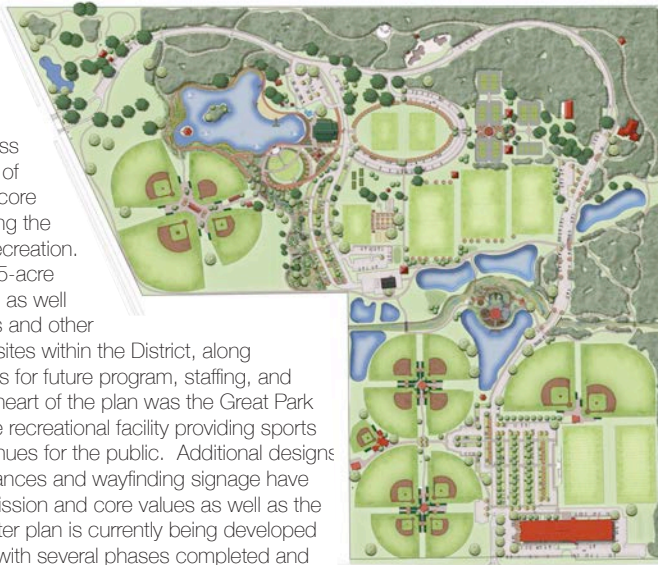 ss
of
core
ng the
ecreation.
5-acre
as well
s and other
sites within the District, along
s for future program, staffing, and
heart of the plan was the Great Park
e recreational facility providing sports
nues for the public. Additional designs
ances and wayfinding signage have
ission and core values as well as the
ter plan is currently being developed
with several phases completed and